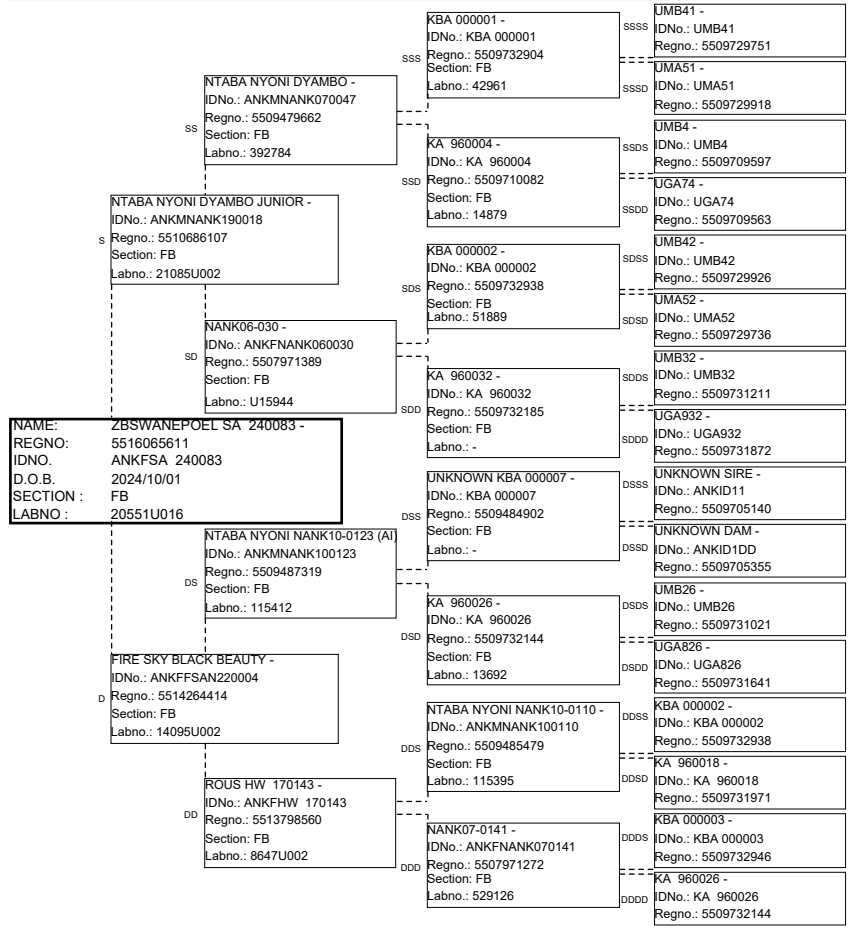 SSSS
UMB41 -
IDNo.: UMB41
Regno.: 5509729751
SSS
KBA 000001 -
IDNo.: KBA 000001
Regno.: 5509732904
Section: FB
Labno.: 42961
SSSD
UMA51 -
IDNo.: UMA51
Regno.: 5509729918
SS
NTABA NYONI DYAMBO -
IDNo.: ANKMNANK070047
Regno.: 5509479662
Section: FB
Labno.: 392784
SSDS
UMB4 -
IDNo.: UMB4
Regno.: 5509709597
SSD
KA 960004 -
IDNo.: KA 960004
Regno.: 5509710082
Section: FB
Labno.: 14879
SSDD
UGA74 -
IDNo.: UGA74
Regno.: 5509709563
S
NTABA NYONI DYAMBO JUNIOR -
IDNo.: ANKMNANK190018
Regno.: 5510686107
Section: FB
Labno.: 21085U002
SDSS
UMB42 -
IDNo.: UMB42
Regno.: 5509729926
SDS
KBA 000002 -
IDNo.: KBA 000002
Regno.: 5509732938
Section: FB
Labno.: 51889
SDSD
UMA52 -
IDNo.: UMA52
Regno.: 5509729736
SD
NANK06-030 -
IDNo.: ANKFNANK060030
Regno.: 5507971389
Section: FB
Labno.: U15944
SDDS
UMB32 -
IDNo.: UMB32
Regno.: 5509731211
SDD
KA 960032 -
IDNo.: KA 960032
Regno.: 5509732185
Section: FB
Labno.: -
SDDD
UGA932 -
IDNo.: UGA932
Regno.: 5509731872
NAME: ZBSWANEPOEL SA 240083 -
REGNO: 5516065611
IDNO. ANKFSA 240083
D.O.B. 2024/10/01
SECTION : FB
LABNO : 20551U016
DSSS
UNKNOWN SIRE -
IDNo.: ANKID11
Regno.: 5509705140
DSS
UNKNOWN KBA 000007 -
IDNo.: KBA 000007
Regno.: 5509484902
Section: FB
Labno.: -
DSSD
UNKNOWN DAM -
IDNo.: ANKID1DD
Regno.: 5509705355
DS
NTABA NYONI NANK10-0123 (AI)
IDNo.: ANKMNANK100123
Regno.: 5509487319
Section: FB
Labno.: 115412
DSDS
UMB26 -
IDNo.: UMB26
Regno.: 5509731021
DSD
KA 960026 -
IDNo.: KA 960026
Regno.: 5509732144
Section: FB
Labno.: 13692
DSDD
UGA826 -
IDNo.: UGA826
Regno.: 5509731641
D
FIRE SKY BLACK BEAUTY -
IDNo.: ANKFFSAN220004
Regno.: 5514264414
Section: FB
Labno.: 14095U002
DDSS
KBA 000002 -
IDNo.: KBA 000002
Regno.: 5509732938
DDS
NTABA NYONI NANK10-0110 -
IDNo.: ANKMNANK100110
Regno.: 5509485479
Section: FB
Labno.: 115395
DDSD
KA 960018 -
IDNo.: KA 960018
Regno.: 5509731971
DD
ROUS HW 170143 -
IDNo.: ANKFHW 170143
Regno.: 5513798560
Section: FB
Labno.: 8647U002
DDDS
KBA 000003 -
IDNo.: KBA 000003
Regno.: 5509732946
DDD
NANK07-0141 -
IDNo.: ANKFNANK070141
Regno.: 5507971272
Section: FB
Labno.: 529126
DDDD
KA 960026 -
IDNo.: KA 960026
Regno.: 5509732144